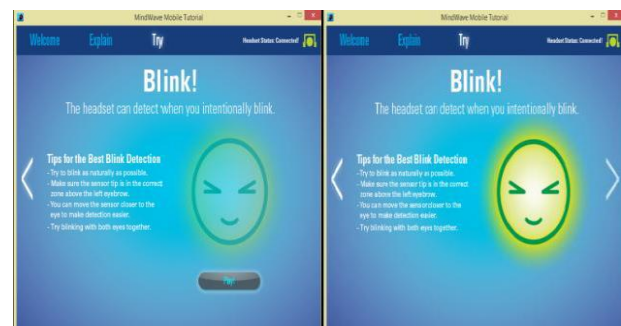 MindWave Mobile Tutorial
Welcome Explain Try Headset Status: Connected!
Blink!
The headset can detect when you intentionally blink.
Tips for the Best Blink Detection
- Try to blink as naturally as possible.
- Make sure the sensor tip is in the correct
zone above the left eyebrow.
- You can move the sensor closer to the
eye to make detection easier.
- Try blinking with both eyes together.
Play!
MindWave Mobile Tutorial
Welcome Explain Try Headset Status: Connected!
Blink!
The headset can detect when you intentionally blink.
Tips for the Best Blink Detection
- Try to blink as naturally as possible.
- Make sure the sensor tip is in the correct
zone above the left eyebrow.
- You can move the sensor closer to the
eye to make detection easier.
- Try blinking with both eyes together.